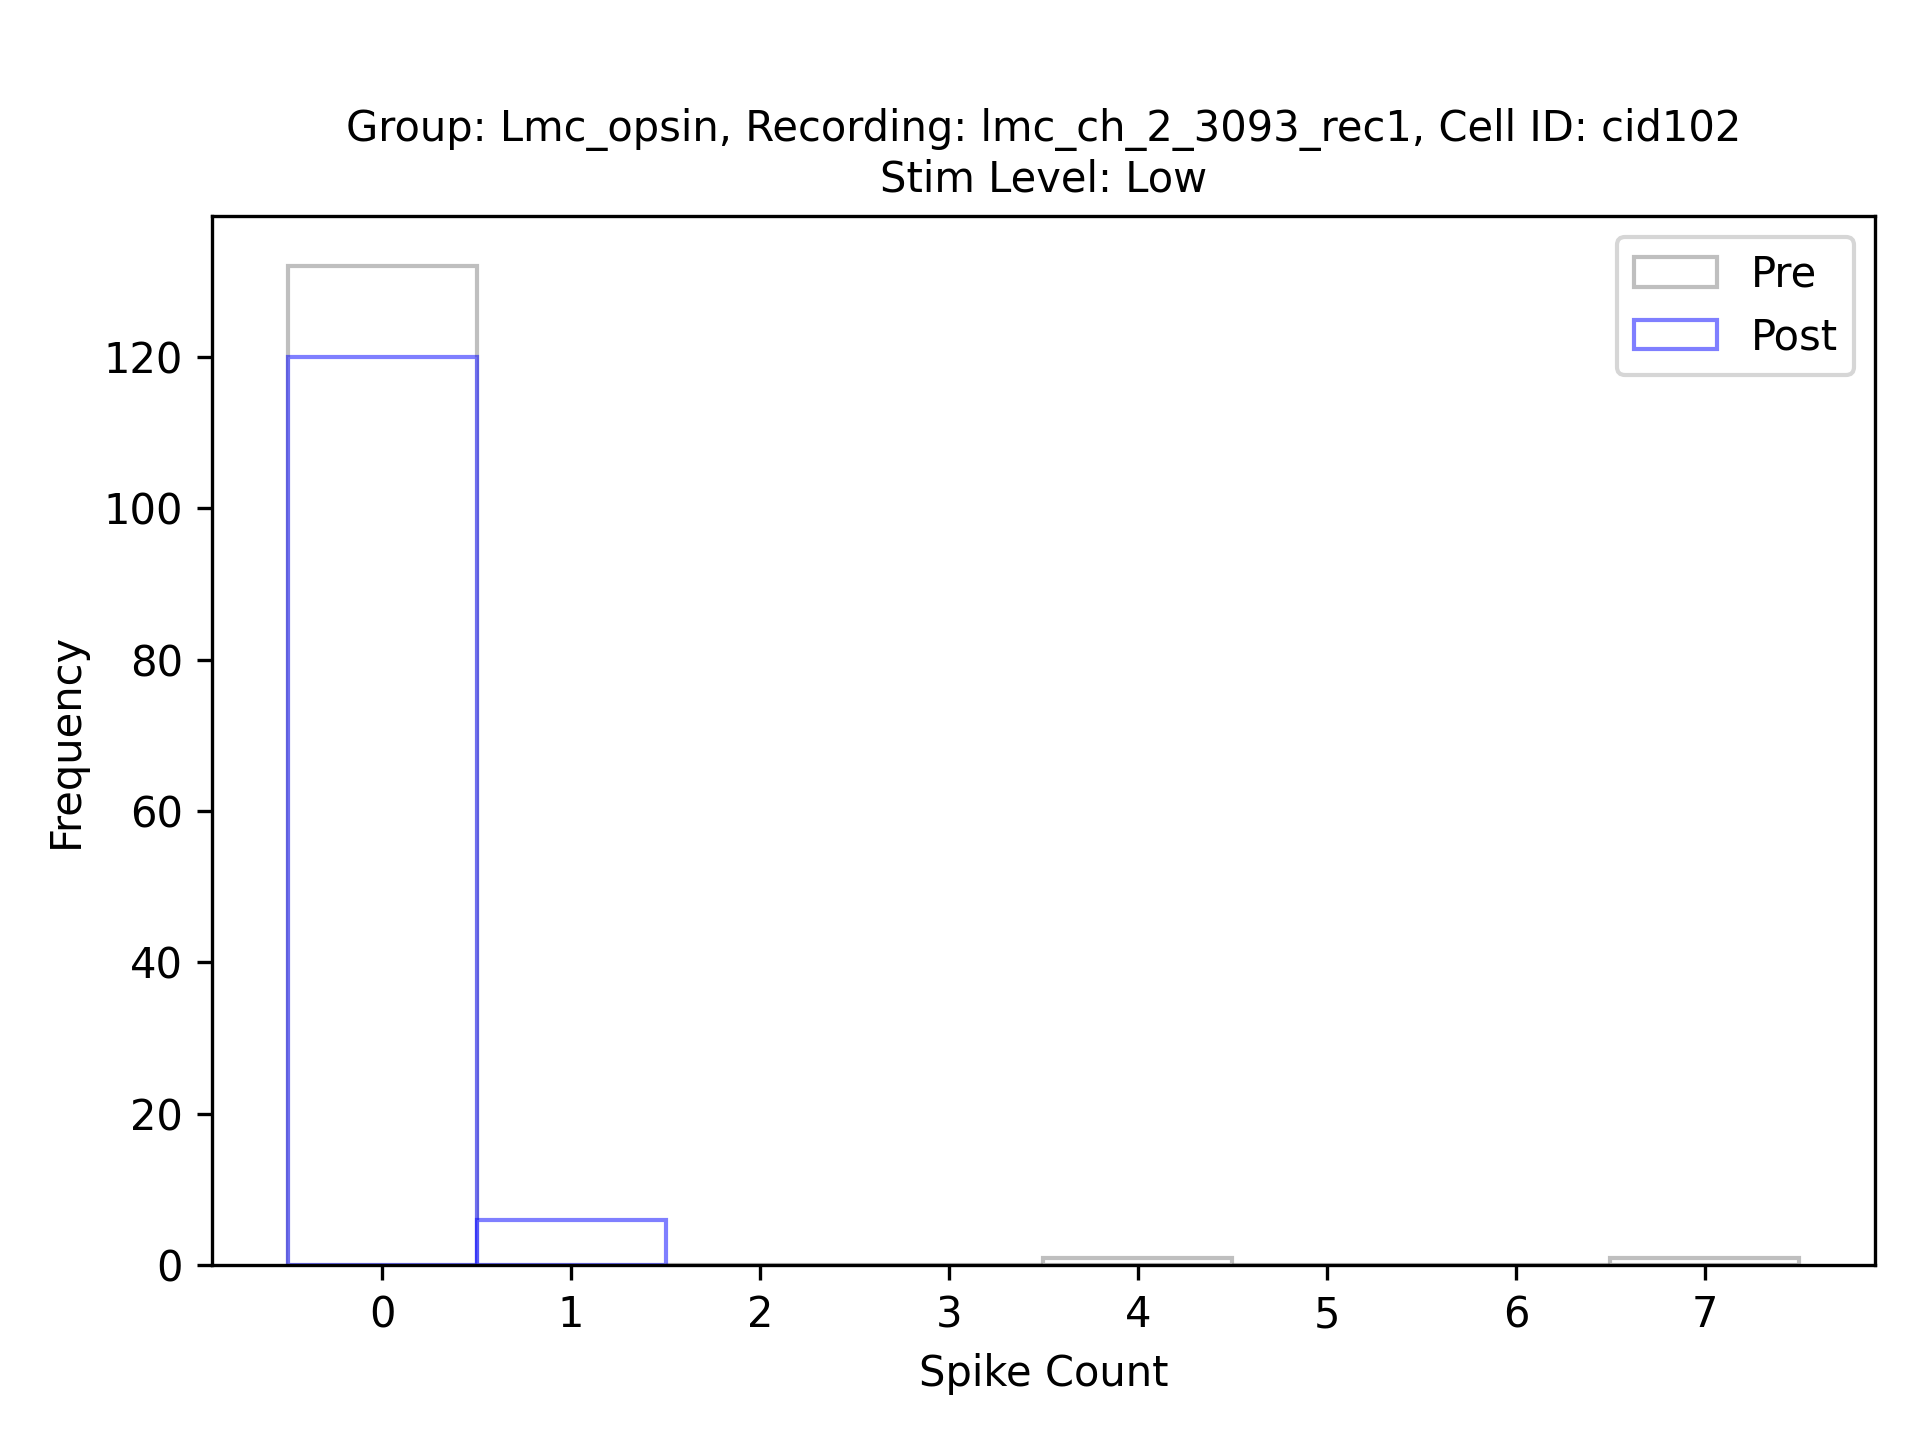 Group: Lmc_opsin, Recording: lmc_ch_2_3093_rec1, Cell ID: cid102
Stim Level: Low
Pre
Post
120
100
80
60
40
20
0
Frequency
0 1 2 3 4 5 6 7
Spike Count